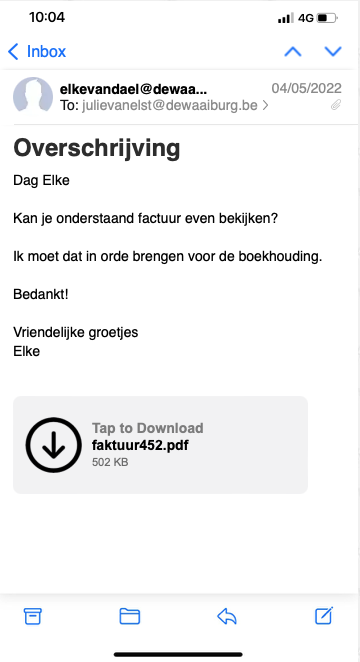 10:04
4G
Inbox
elkevandael@dewaa...
04/05/2022
To: julievanelst@dewaaiburg.be
Overschrijving
Dag Elke
Kan je onderstaand factuur even bekijken?
Ik moet dat in orde brengen voor de boekhouding.
Bedankt!
Vriendelijke groetjes
Elke
Tap to Download
faktuur452.pdf
502 KB